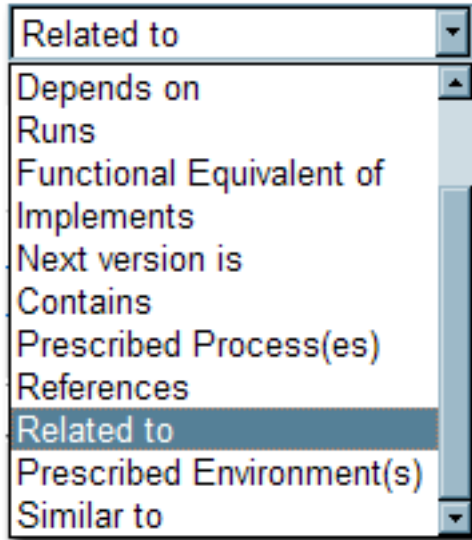 Related to
Depends on
Runs
Functional Equivalent of
Implements
Next version is
Contains
Prescribed Process(es)
References
Related to
Prescribed Environment(s)
Similar to